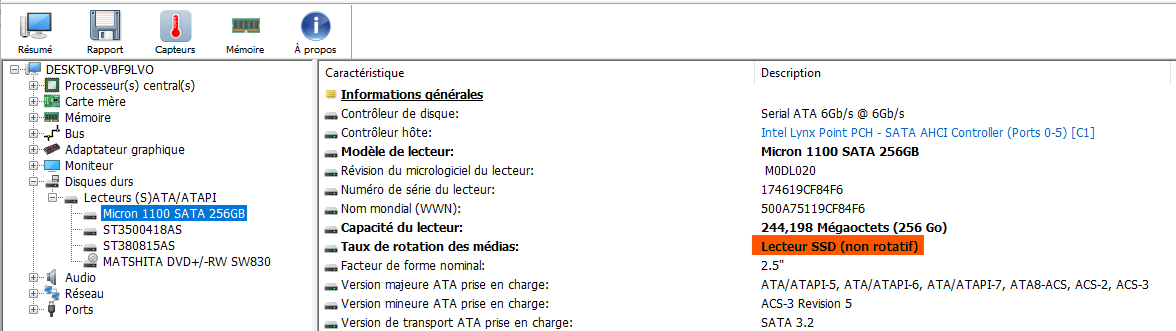 Résumé Rapport Capteurs Mémoire À propos
DESKTOP-VBF9LVO
Processeur(s) central(s)
Carte mère
Mémoire
Bus
Adaptateur graphique
Moniteur
Disques durs
Lecteurs (S)ATA/ATAPI
Micron 1100 SATA 256GB
ST3500418AS
ST380815AS
MATSHITA DVD+/-RW SW830
Audio
Réseau
Ports
Caractéristique Description
Informations générales
Contrôleur de disque: Serial ATA 6Gb/s @ 6Gb/s
Contrôleur hôte: Intel Lynx Point PCH - SATA AHCI Controller (Ports 0-5) [C1]
Modèle de lecteur: Micron 1100 SATA 256GB
Révision du micrologiciel du lecteur: M0DL020
Numéro de série du lecteur: 174619CF84F6
Nom mondial (WWN): 500A75119CF84F6
Capacité du lecteur: 244,198 Mégaoctets (256 Go)
Taux de rotation des médias: Lecteur SSD (non rotatif)
Facteur de forme nominal: 2.5"
Version majeure ATA prise en charge: ATA/ATAPI-5, ATA/ATAPI-6, ATA/ATAPI-7, ATA8-ACS, ACS-2, ACS-3
Version mineure ATA prise en charge: ACS-3 Revision 5
Version de transport ATA prise en charge: SATA 3.2